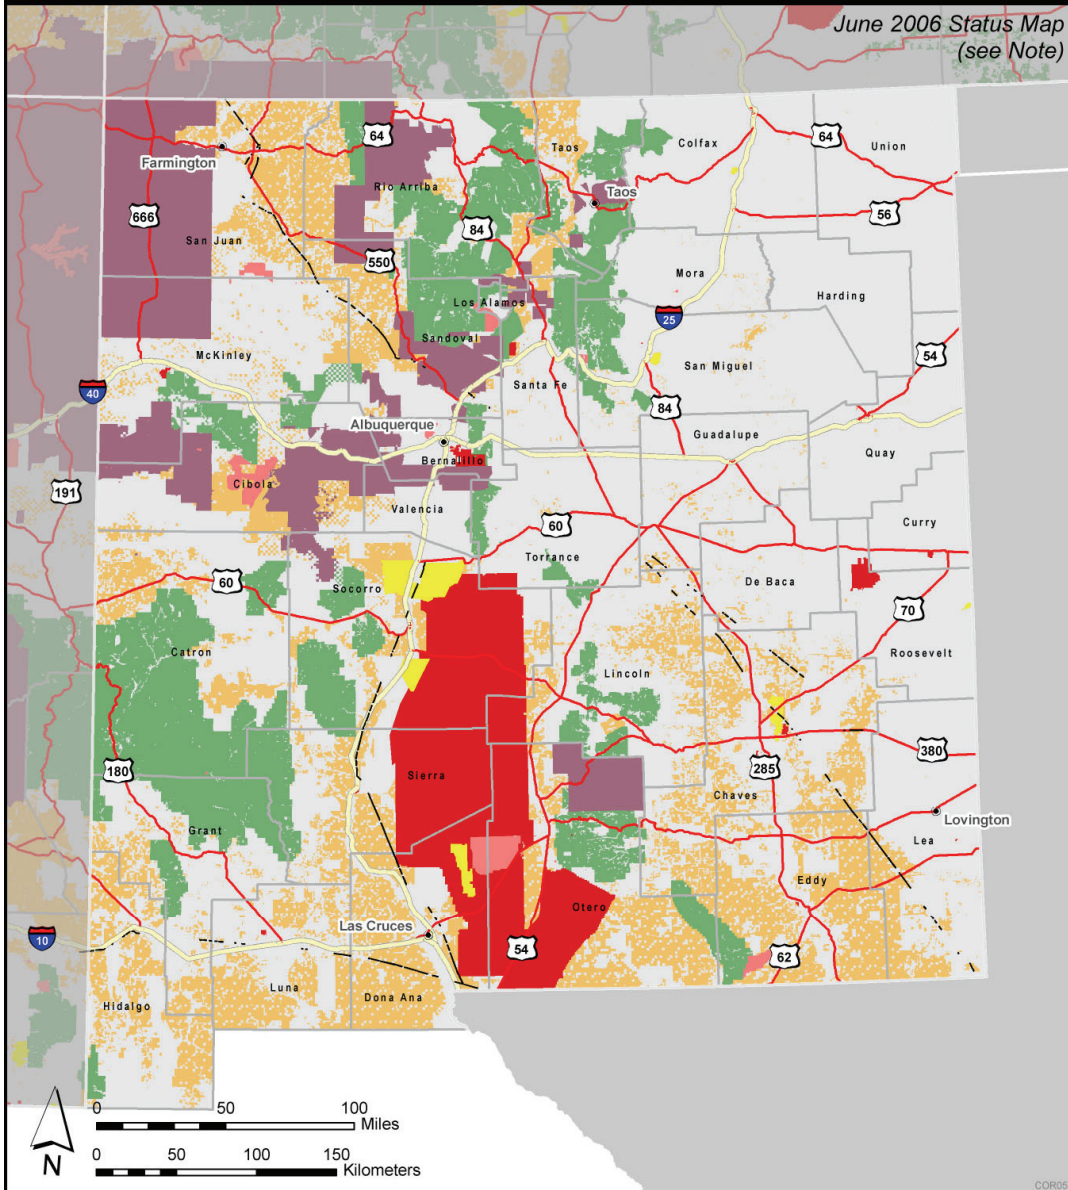 June 2006 Status Map
(see Note)
64
Taos
Colfax
64
Union
Farmington
Rio Arriba
Taos
666
84
56
San Juan
550
Mora
Los Alamos
Harding
25
Sandoval
McKinley
54
San Miguel
Santa Fe
40
84
Albuquerque
Guadalupe
Quay
Bernalillo
Cibola
191
Valencia
60
Curry
Torrance
60
De Baca
Socorro
70
Catron
Roosevelt
Lincoln
380
180
Sierra
285
Chaves
Lovington
Grant
Lea
Eddy
Otero
Las Cruces
10
54
62
Luna
Dona Ana
Hidalgo
0 50 100
Miles
0 50 100 150
Kilometers
N
COR05